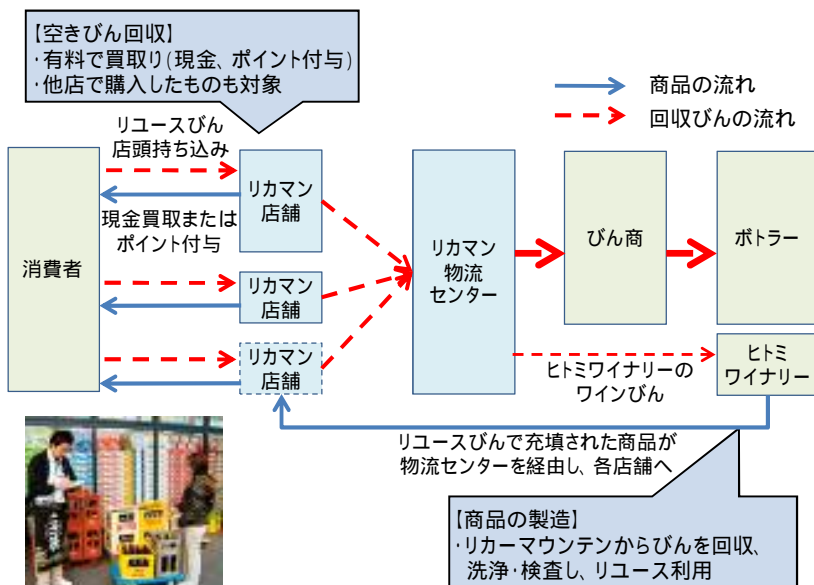 【空きびん回収】
・有料で買取り(現金、ポイント付与)
・他店で購入したものも対象
商品の流れ
回収びんの流れ
リユースびん
店頭持ち込み
現金買取または
ポイント付与
消費者
リカマン
店舗
リカマン
店舗
リカマン
店舗
リカマン
物流
センター
びん商
ボトラー
ヒトミ
ワイナリー
ヒトミワイナリーの
ワインびん
リユースびんで充填された商品が
物流センターを経由し、各店舗へ
【商品の製造】
・リカーマウンテンからびんを回収、
洗浄・検査し、リユース利用